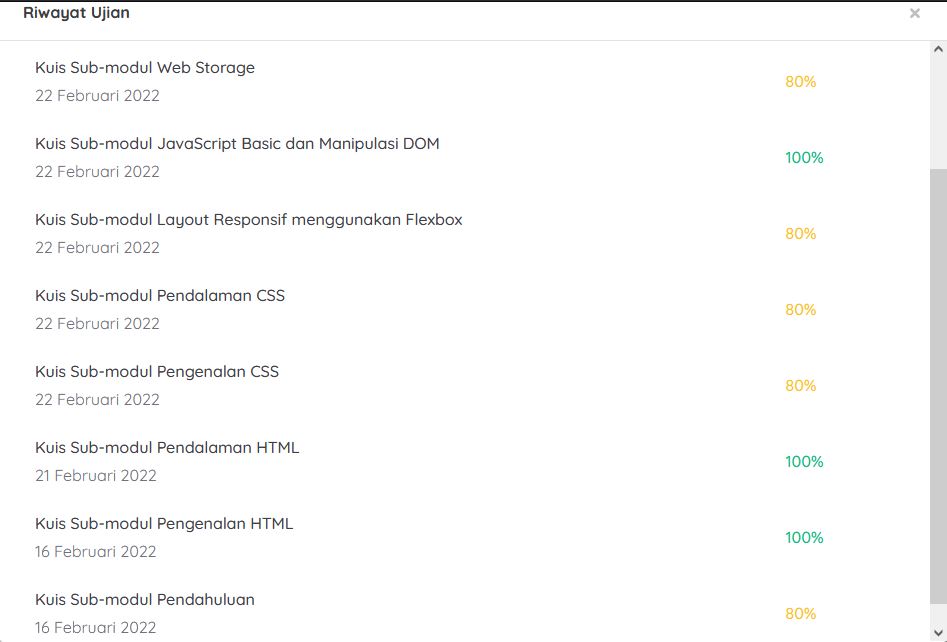 Riwayat Ujian
×
Kuis Sub-modul Web Storage
80%
22 Februari 2022
Kuis Sub-modul JavaScript Basic dan Manipulasi DOM
100%
22 Februari 2022
Kuis Sub-modul Layout Responsif menggunakan Flexbox
80%
22 Februari 2022
Kuis Sub-modul Pendalaman CSS
80%
22 Februari 2022
Kuis Sub-modul Pengenalan CSS
80%
22 Februari 2022
Kuis Sub-modul Pendalaman HTML
100%
21 Februari 2022
Kuis Sub-modul Pengenalan HTML
100%
16 Februari 2022
Kuis Sub-modul Pendahuluan
80%
16 Februari 2022